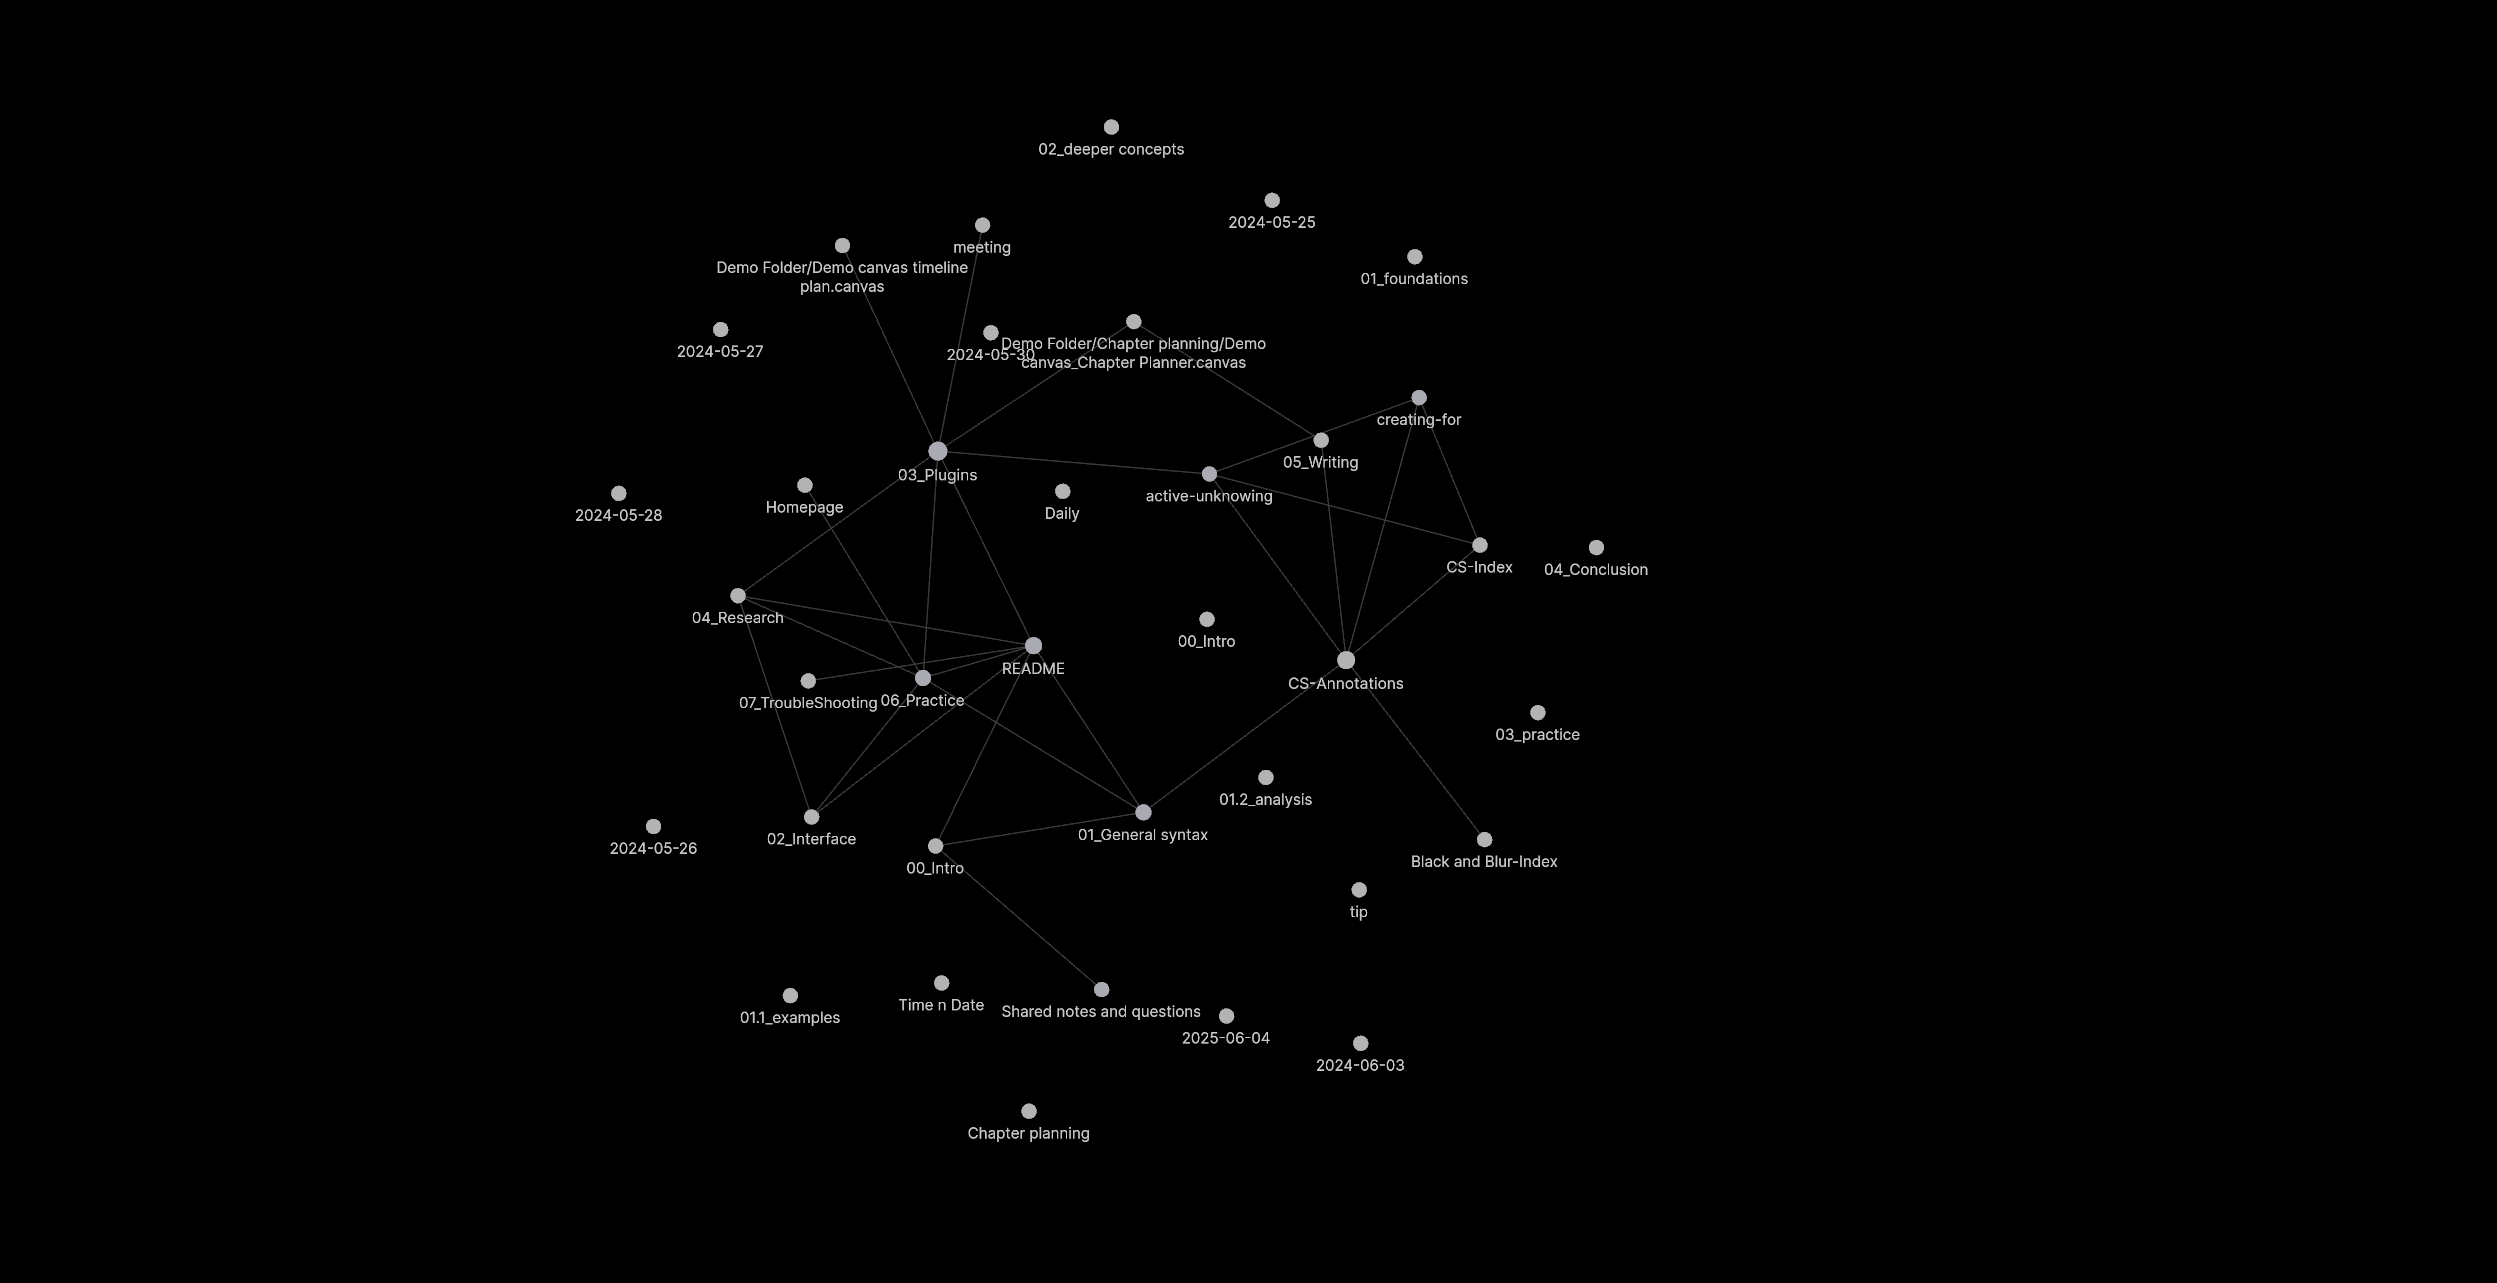 02_deeper concepts
2024-05-25
meeting
Demo Folder/Demo canvas timeline
plan.canvas
01_foundations
2024-05-27
2024-05-30
Demo Folder/Chapter planning/Demo
canvas_Chapter Planner.canvas
creating-for
05_Writing
03_Plugins
active-unknowing
Homepage
Daily
2024-05-28
CS-Index
04_Conclusion
04_Research
00_Intro
README
CS-Annotations
07_TroubleShooting
06_Practice
03_practice
01.2_analysis
02_Interface
01_General syntax
2024-05-26
00_Intro
Black and Blur-Index
tip
01.1_examples
Time n Date
Shared notes and questions
2025-06-04
2024-06-03
Chapter planning